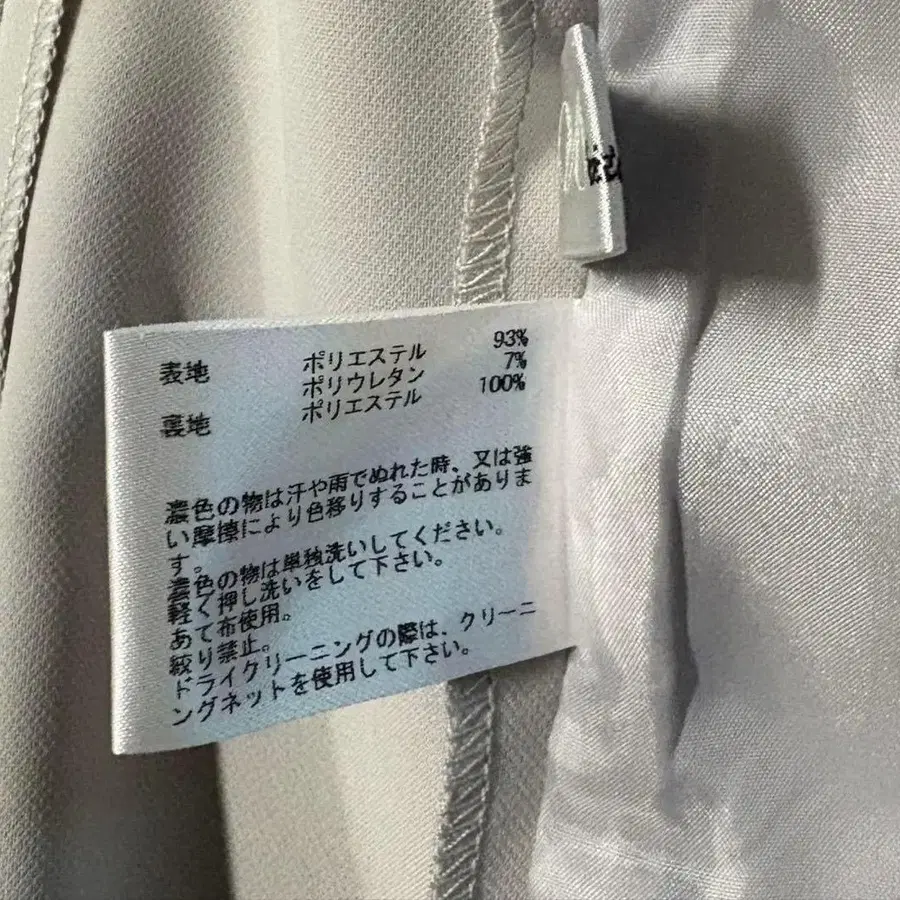 表地 ポリエステル 93%
ポリウレタン 7%
裏地 ポリエステル 100%
濃色の物は汗や雨でぬれた時、又は強
い摩擦により色移りすることがありま
す。
濃色の物は単独洗いしてください。
軽く押し洗いをして下さい。
あて布使用。
絞り禁止。
ドライクリーニングの際は、クリーニ
ングネットを使用して下さい。